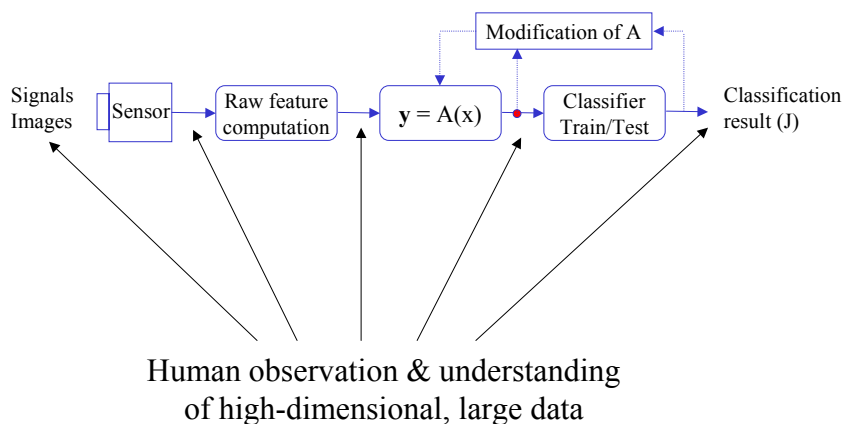 Modification of A
Signals
Images
Sensor
Raw feature
computation
y = A(x)
Classifier
Train/Test
Classification
result (J)
Human observation & understanding
of high-dimensional, large data